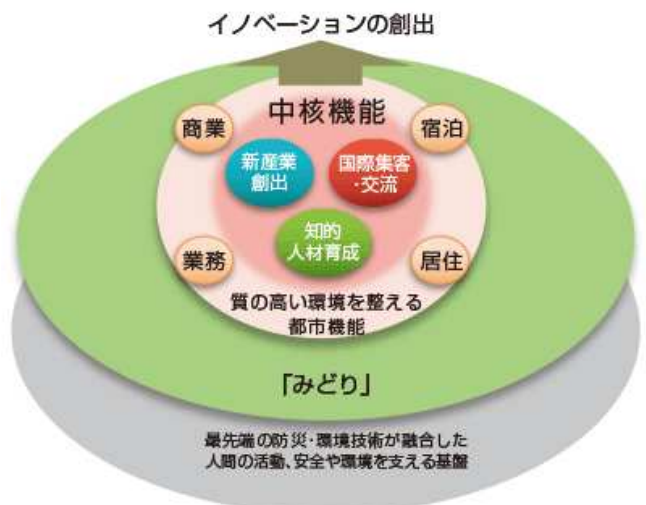 イノベーションの創出
中核機能
商業
宿泊
新産業
創出
国際集客
・交流
知的
人材育成
業務
居住
質の高い環境を整える
都市機能
「みどり」
最先端の防災・環境技術が融合した
人間の活動、安全や環境を支える基盤